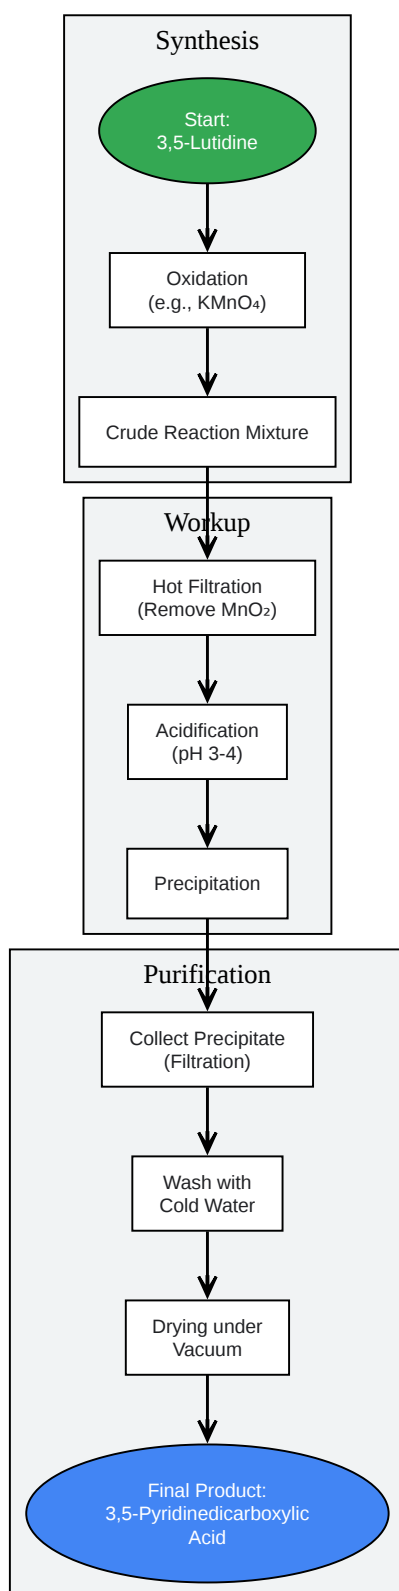 Synthesis
Start:
3,5-Lutidine
Oxidation
(e.g., KMnO₄)
Crude Reaction Mixture
Workup
Hot Filtration
(Remove MnO₂)
Acidification
(pH 3-4)
Precipitation
Purification
Collect Precipitate
(Filtration)
Wash with
Cold Water
Drying under
Vacuum
Final Product:
3,5-Pyridinedicarboxylic
Acid